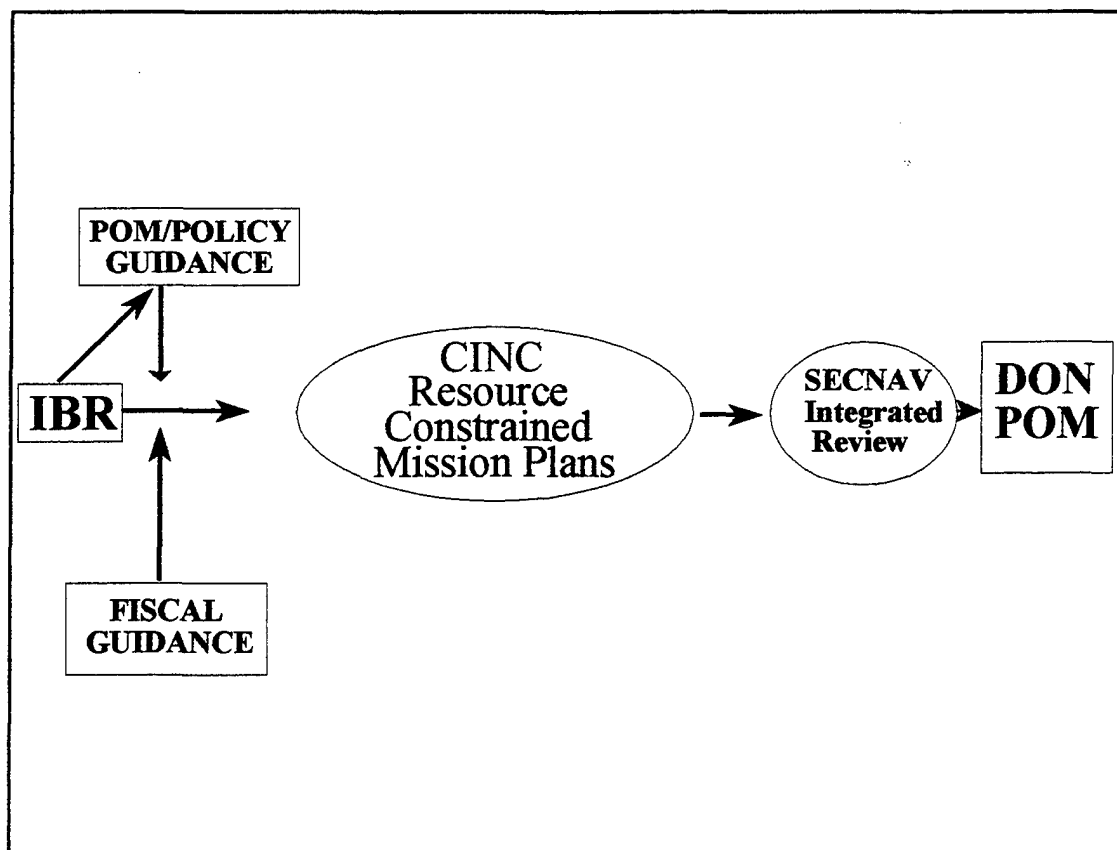 POM/POLICY
GUIDANCE
IBR
FISCAL
GUIDANCE
CINC
Resource
Constrained
Mission Plans
SECNAV
Integrated
Review
DON
POM